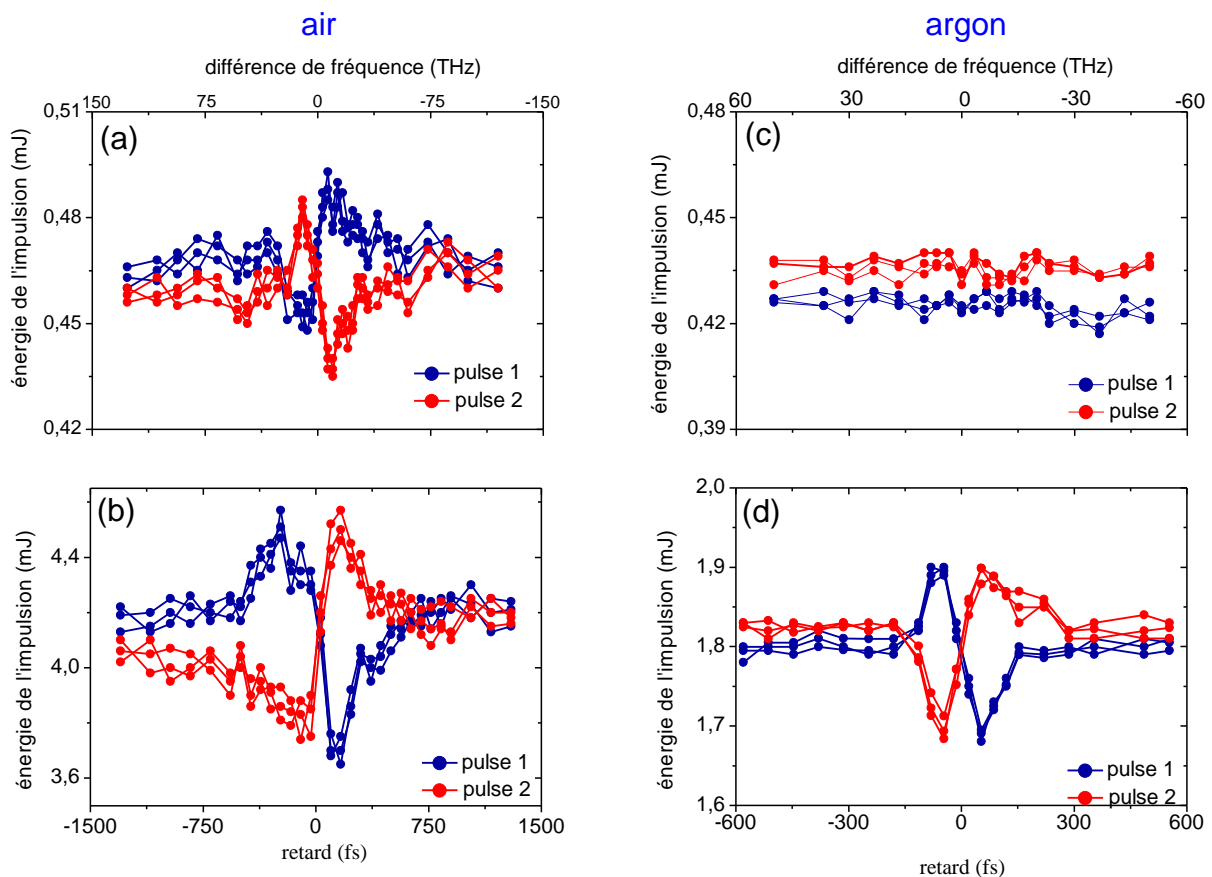 air
argon
différence de fréquence (THz)
différence de fréquence (THz)
150 75 0 -75 -150
60 30 0 -30 -60
0,51
0,48
0,45
0,42
énergie de l'impulsion (mJ)
(a)
pulse 1
pulse 2
0,48
0,45
0,42
0,39
énergie de l'impulsion (mJ)
(c)
pulse 1
pulse 2
4,4
4,0
3,6
énergie de l'impulsion (mJ)
(b)
pulse 1
pulse 2
-1500 -750 0 750 1500
retard (fs)
2,0
1,9
1,8
1,7
1,6
énergie de l'impulsion (mJ)
(d)
pulse 1
pulse 2
-600 -300 0 300 600
retard (fs)